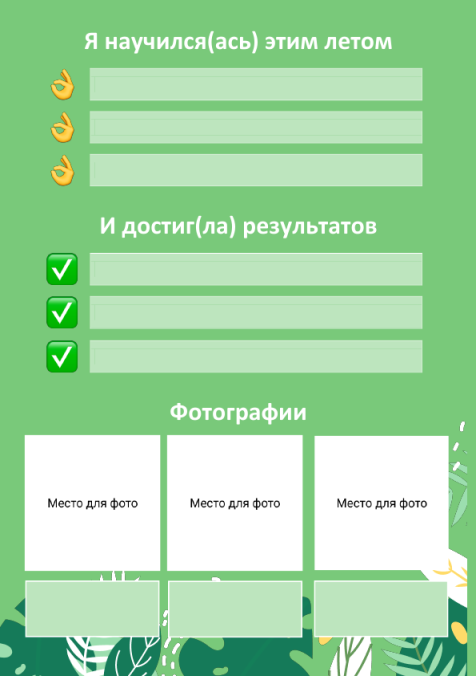 Я научился(ась) этим летом
И достиг(ла) результатов
Фотографии
Место для фото
Место для фото
Место для фото